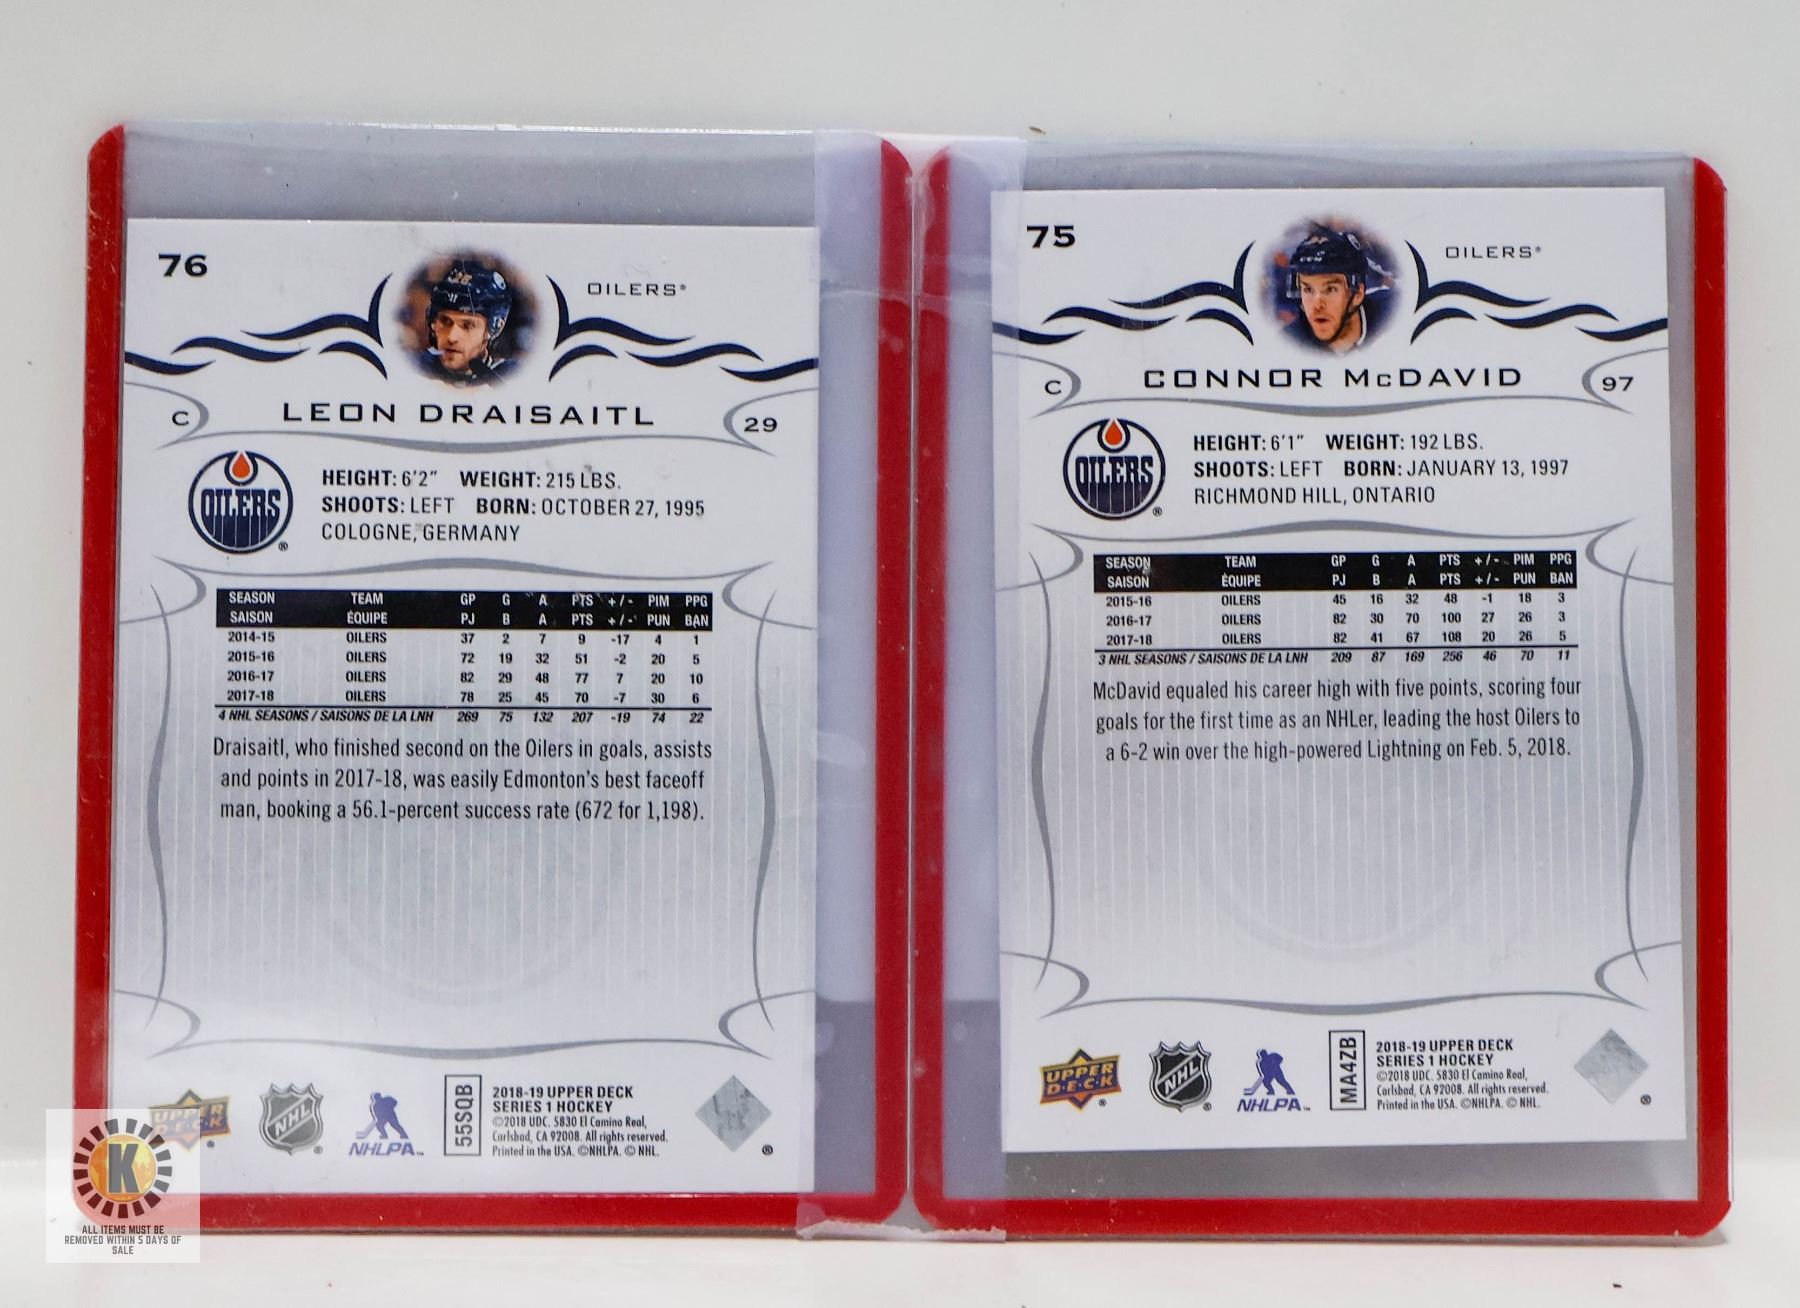 76
OILERS®
C
LEON DRAISAITL
29
OILERS
HEIGHT: 6'2" WEIGHT: 215 LBS.
SHOOTS: LEFT BORN: OCTOBER 27, 1995
COLOGNE, GERMANY
SEASON TEAM GP G A PTS +/- PIM PPG
SAISON ÉQUIPE PJ B A PTS +/- PUN BAN
2014-15 OILERS 37 2 7 9 -17 4 1
2015-16 OILERS 72 19 32 51 -2 20 5
2016-17 OILERS 82 29 48 77 7 20 10
2017-18 OILERS 78 25 45 70 -7 30 6
4 NHL SEASONS / SAISONS DE LA LNH 269 75 132 207 -19 74 22
Draisaitl, who finished second on the Oilers in goals, assists
and points in 2017-18, was easily Edmonton's best faceoff
man, booking a 56.1-percent success rate (672 for 1,198).
UPPER
D·E·C·K
NHL
NHLPA™
55SQB
2018-19 UPPER DECK
SERIES 1 HOCKEY
©2018 UDC. 5830 El Camino Real,
Carlsbad, CA 92008. All rights reserved.
Printed in the USA. ©NHLPA. © NHL.
75
OILERS®
C
CONNOR McDAVID
97
OILERS
HEIGHT: 6'1" WEIGHT: 192 LBS.
SHOOTS: LEFT BORN: JANUARY 13, 1997
RICHMOND HILL, ONTARIO
SEASON TEAM GP G A PTS +/- PIM PPG
SAISON ÉQUIPE PJ B A PTS +/- PUN BAN
2015-16 OILERS 45 16 32 48 -1 18 3
2016-17 OILERS 82 30 70 100 27 26 3
2017-18 OILERS 82 41 67 108 20 26 5
3 NHL SEASONS / SAISONS DE LA LNH 209 87 169 256 46 70 11
McDavid equaled his career high with five points, scoring four
goals for the first time as an NHLer, leading the host Oilers to
a 6-2 win over the high-powered Lightning on Feb. 5, 2018.
UPPER
D·E·C·K
NHL
NHLPA™
MA4ZB
2018-19 UPPER DECK
SERIES 1 HOCKEY
©2018 UDC. 5830 El Camino Real,
Carlsbad, CA 92008. All rights reserved.
Printed in the USA. ©NHLPA. © NHL.
K
ALL ITEMS MUST BE
REMOVED WITHIN 5 DAYS OF
SALE